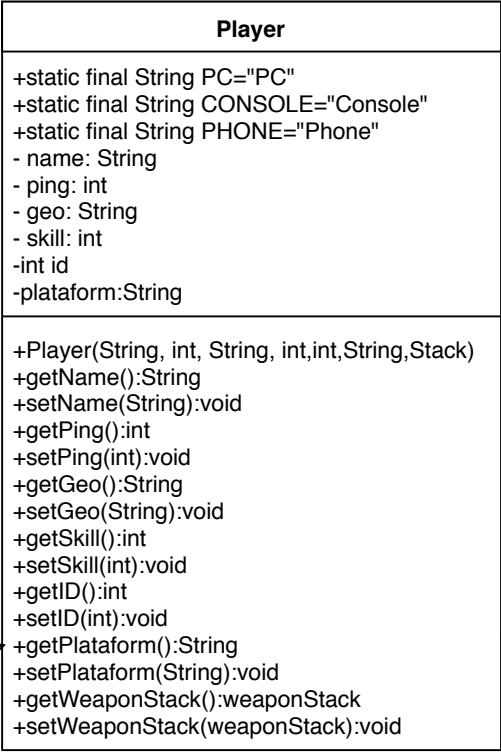 Player
+static final String PC="PC"
+static final String CONSOLE="Console"
+static final String PHONE="Phone"
- name: String
- ping: int
- geo: String
- skill: int
-int id
-plataform:String
+Player(String, int, String, int,int,String,Stack)
+getName():String
+setName(String):void
+getPing():int
+setPing(int):void
+getGeo():String
+setGeo(String):void
+getSkill():int
+setSkill(int):void
+getID():int
+setID(int):void
+getPlataform():String
+setPlataform(String):void
+getWeaponStack():weaponStack
+setWeaponStack(weaponStack):void